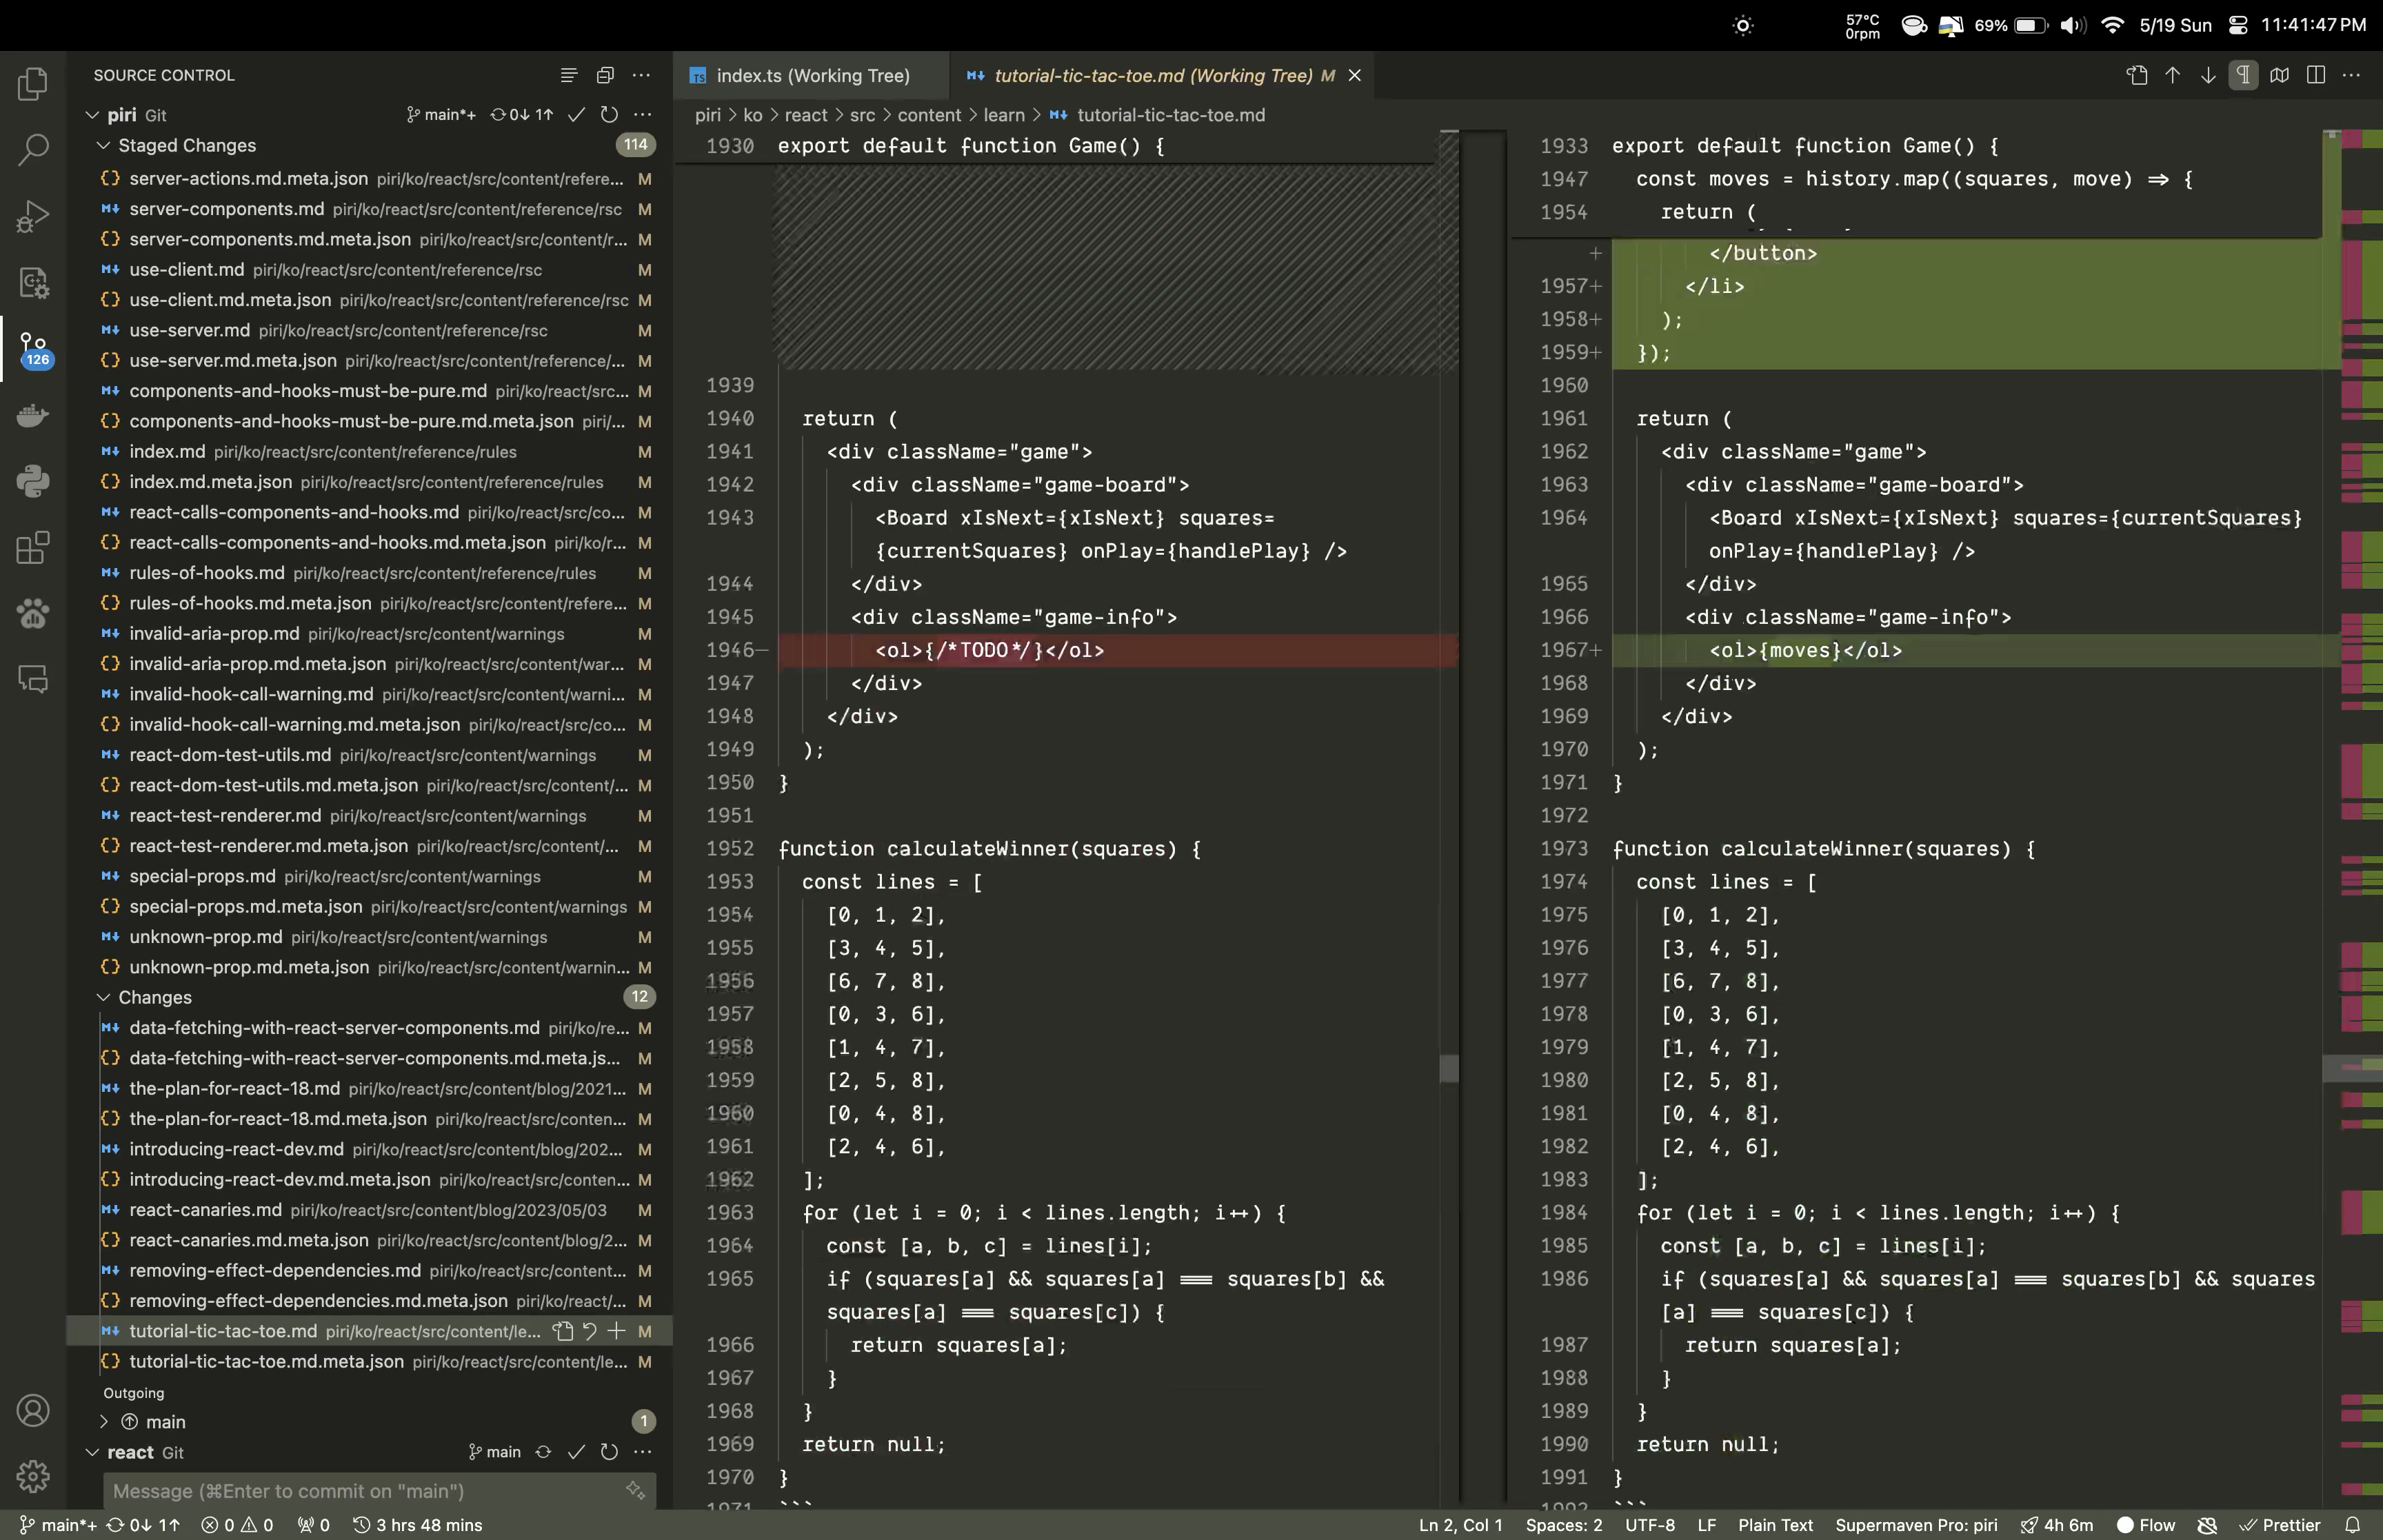 57°C
0rpm
69%
5/19 Sun
11:41:47 PM
SOURCE CONTROL
piri Git
main*+ 0↓ 1↑
Staged Changes 114
server-actions.md.meta.json piri/ko/react/src/content/refere... M
server-components.md piri/ko/react/src/content/reference/rsc M
server-components.md.meta.json piri/ko/react/src/content/r... M
use-client.md piri/ko/react/src/content/reference/rsc M
use-client.md.meta.json piri/ko/react/src/content/reference/rsc M
use-server.md piri/ko/react/src/content/reference/rsc M
use-server.md.meta.json piri/ko/react/src/content/reference/... M
components-and-hooks-must-be-pure.md piri/ko/react/src... M
components-and-hooks-must-be-pure.md.meta.json piri/... M
index.md piri/ko/react/src/content/reference/rules M
index.md.meta.json piri/ko/react/src/content/reference/rules M
react-calls-components-and-hooks.md piri/ko/react/src/co... M
react-calls-components-and-hooks.md.meta.json piri/ko/r... M
rules-of-hooks.md piri/ko/react/src/content/reference/rules M
rules-of-hooks.md.meta.json piri/ko/react/src/content/refere... M
invalid-aria-prop.md piri/ko/react/src/content/warnings M
invalid-aria-prop.md.meta.json piri/ko/react/src/content/war... M
invalid-hook-call-warning.md piri/ko/react/src/content/warni... M
invalid-hook-call-warning.md.meta.json piri/ko/react/src/co... M
react-dom-test-utils.md piri/ko/react/src/content/warnings M
react-dom-test-utils.md.meta.json piri/ko/react/src/content/... M
react-test-renderer.md piri/ko/react/src/content/warnings M
react-test-renderer.md.meta.json piri/ko/react/src/content/... M
special-props.md piri/ko/react/src/content/warnings M
special-props.md.meta.json piri/ko/react/src/content/warnings M
unknown-prop.md piri/ko/react/src/content/warnings M
unknown-prop.md.meta.json piri/ko/react/src/content/warnin... M
Changes 12
data-fetching-with-react-server-components.md piri/ko/re... M
data-fetching-with-react-server-components.md.meta.js... M
the-plan-for-react-18.md piri/ko/react/src/content/blog/2021... M
the-plan-for-react-18.md.meta.json piri/ko/react/src/conten... M
introducing-react-dev.md piri/ko/react/src/content/blog/202... M
introducing-react-dev.md.meta.json piri/ko/react/src/conten... M
react-canaries.md piri/ko/react/src/content/blog/2023/05/03 M
react-canaries.md.meta.json piri/ko/react/src/content/blog/2... M
removing-effect-dependencies.md piri/ko/react/src/content... M
removing-effect-dependencies.md.meta.json piri/ko/react/... M
tutorial-tic-tac-toe.md piri/ko/react/src/content/le... M
tutorial-tic-tac-toe.md.meta.json piri/ko/react/src/content/le... M
Outgoing
main 1
react Git main
Message (⌘Enter to commit on "main")
126
index.ts (Working Tree)
tutorial-tic-tac-toe.md (Working Tree) M
piri > ko > react > src > content > learn > tutorial-tic-tac-toe.md
1930 export default function Game() {
1939
1940 return (
1941 <div className="game">
1942 <div className="game-board">
1943 <Board xIsNext={xIsNext} squares=
{currentSquares} onPlay={handlePlay} />
1944 </div>
1945 <div className="game-info">
1946− <ol>{/*TODO*/}</ol>
1947 </div>
1948 </div>
1949 );
1950 }
1951
1952 function calculateWinner(squares) {
1953 const lines = [
1954 [0, 1, 2],
1955 [3, 4, 5],
1956 [6, 7, 8],
1957 [0, 3, 6],
1958 [1, 4, 7],
1959 [2, 5, 8],
1960 [0, 4, 8],
1961 [2, 4, 6],
1962 ];
1963 for (let i = 0; i < lines.length; i++) {
1964 const [a, b, c] = lines[i];
1965 if (squares[a] && squares[a] === squares[b] &&
squares[a] === squares[c]) {
1966 return squares[a];
1967 }
1968 }
1969 return null;
1970 }
1971 ```
1933 export default function Game() {
1947 const moves = history.map((squares, move) => {
1954 return (
+ </button>
1957+ </li>
1958+ );
1959+ });
1960
1961 return (
1962 <div className="game">
1963 <div className="game-board">
1964 <Board xIsNext={xIsNext} squares={currentSquares}
onPlay={handlePlay} />
1965 </div>
1966 <div className="game-info">
1967+ <ol>{moves}</ol>
1968 </div>
1969 </div>
1970 );
1971 }
1972
1973 function calculateWinner(squares) {
1974 const lines = [
1975 [0, 1, 2],
1976 [3, 4, 5],
1977 [6, 7, 8],
1978 [0, 3, 6],
1979 [1, 4, 7],
1980 [2, 5, 8],
1981 [0, 4, 8],
1982 [2, 4, 6],
1983 ];
1984 for (let i = 0; i < lines.length; i++) {
1985 const [a, b, c] = lines[i];
1986 if (squares[a] && squares[a] === squares[b] && squares
[a] === squares[c]) {
1987 return squares[a];
1988 }
1989 }
1990 return null;
1991 }
1992 ```
main*+ 0↓ 1↑ 0 0 0 3 hrs 48 mins
Ln 2, Col 1 Spaces: 2 UTF-8 LF Plain Text Supermaven Pro: piri 4h 6m Flow Prettier